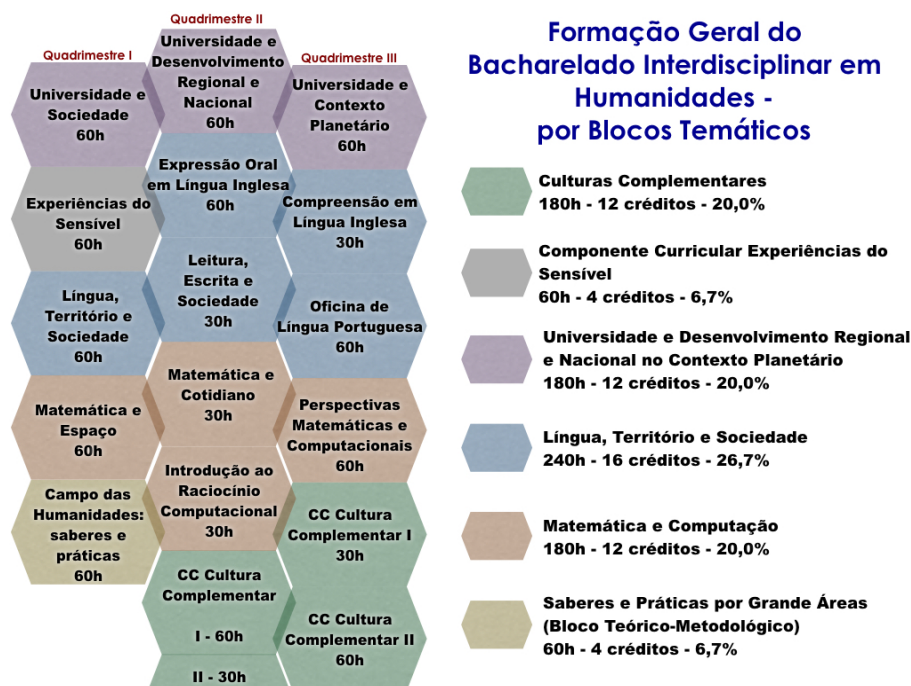 Quadrimestre I
Universidade e
Sociedade
60h
Experiências do
Sensível
60h
Língua,
Território e
Sociedade
60h
Matemática e
Espaço
60h
Campo das
Humanidades:
saberes e
práticas
60h
Quadrimestre II
Universidade e
Desenvolvimento
Regional e
Nacional
60h
Expressão Oral
em Língua Inglesa
60h
Leitura,
Escrita e
Sociedade
30h
Matemática e
Cotidiano
30h
Introdução ao
Raciocínio
Computacional
30h
CC Cultura
Complementar
I - 60h
II - 30h
Quadrimestre III
Universidade e
Contexto
Planetário
60h
Compreensão em
Língua Inglesa
30h
Oficina de
Língua Portuguesa
60h
Perspectivas
Matemáticas e
Computacionais
60h
CC Cultura
Complementar I
30h
CC Cultura
Complementar II
60h
Formação Geral do
Bacharelado Interdisciplinar em
Humanidades -
por Blocos Temáticos
Culturas Complementares
180h - 12 créditos - 20,0%
Componente Curricular Experiências do
Sensível
60h - 4 créditos - 6,7%
Universidade e Desenvolvimento Regional
e Nacional no Contexto Planetário
180h - 12 créditos - 20,0%
Língua, Território e Sociedade
240h - 16 créditos - 26,7%
Matemática e Computação
180h - 12 créditos - 20,0%
Saberes e Práticas por Grande Áreas
(Bloco Teórico-Metodológico)
60h - 4 créditos - 6,7%